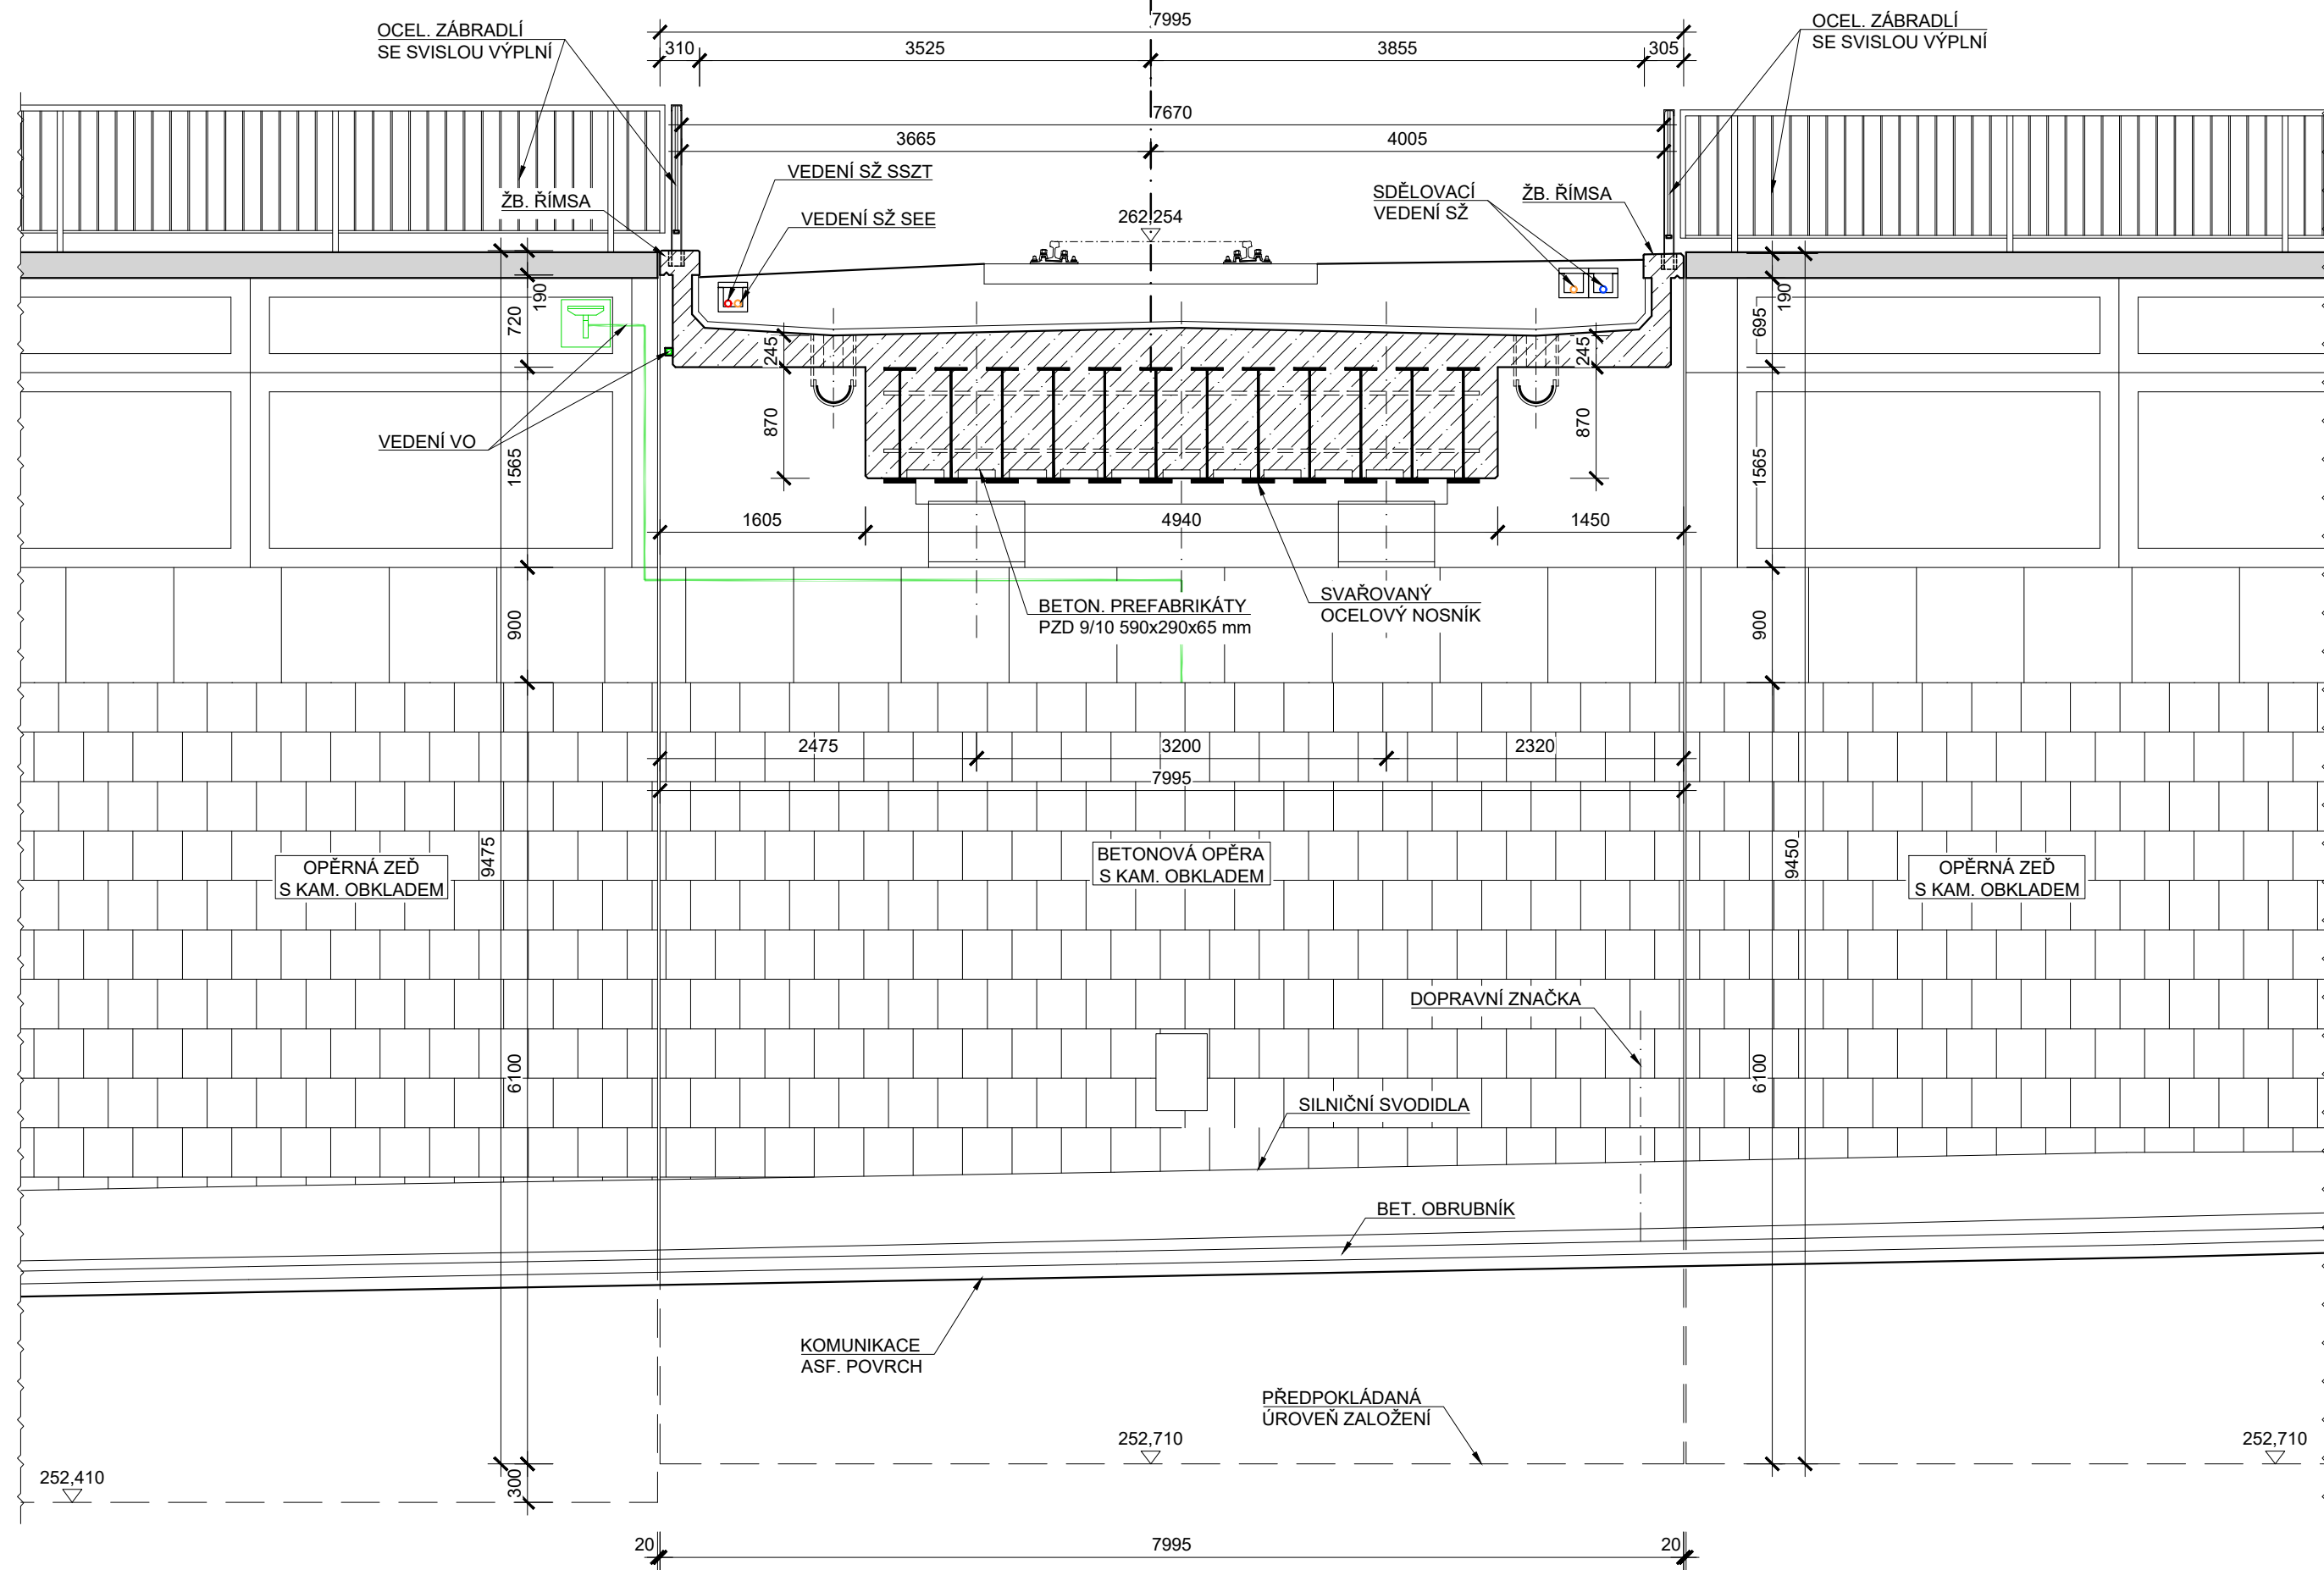 7995
310
3525
3855
305
OCEL. ZÁBRADLÍ
SE SVISLOU VÝPLNÍ
OCEL. ZÁBRADLÍ
SE SVISLOU VÝPLNÍ
7670
3665
4005
VEDENÍ SŽ SSZT
VEDENÍ SŽ SEE
ŽB. ŘÍMSA
262,254
SDĚLOVACÍ
VEDENÍ SŽ
ŽB. ŘÍMSA
190
720
245
245
695
190
870
870
VEDENÍ VO
1565
1565
1605
4940
1450
BETON. PREFABRIKÁTY
PZD 9/10 590x290x65 mm
SVAŘOVANÝ
OCELOVÝ NOSNÍK
900
900
2475
3200
2320
7995
9475
9450
OPĚRNÁ ZEĎ
S KAM. OBKLADEM
BETONOVÁ OPĚRA
S KAM. OBKLADEM
OPĚRNÁ ZEĎ
S KAM. OBKLADEM
DOPRAVNÍ ZNAČKA
6100
6100
SILNIČNÍ SVODIDLA
BET. OBRUBNÍK
KOMUNIKACE
ASF. POVRCH
PŘEDPOKLÁDANÁ
ÚROVEŇ ZALOŽENÍ
252,410
300
252,710
252,710
20
7995
20